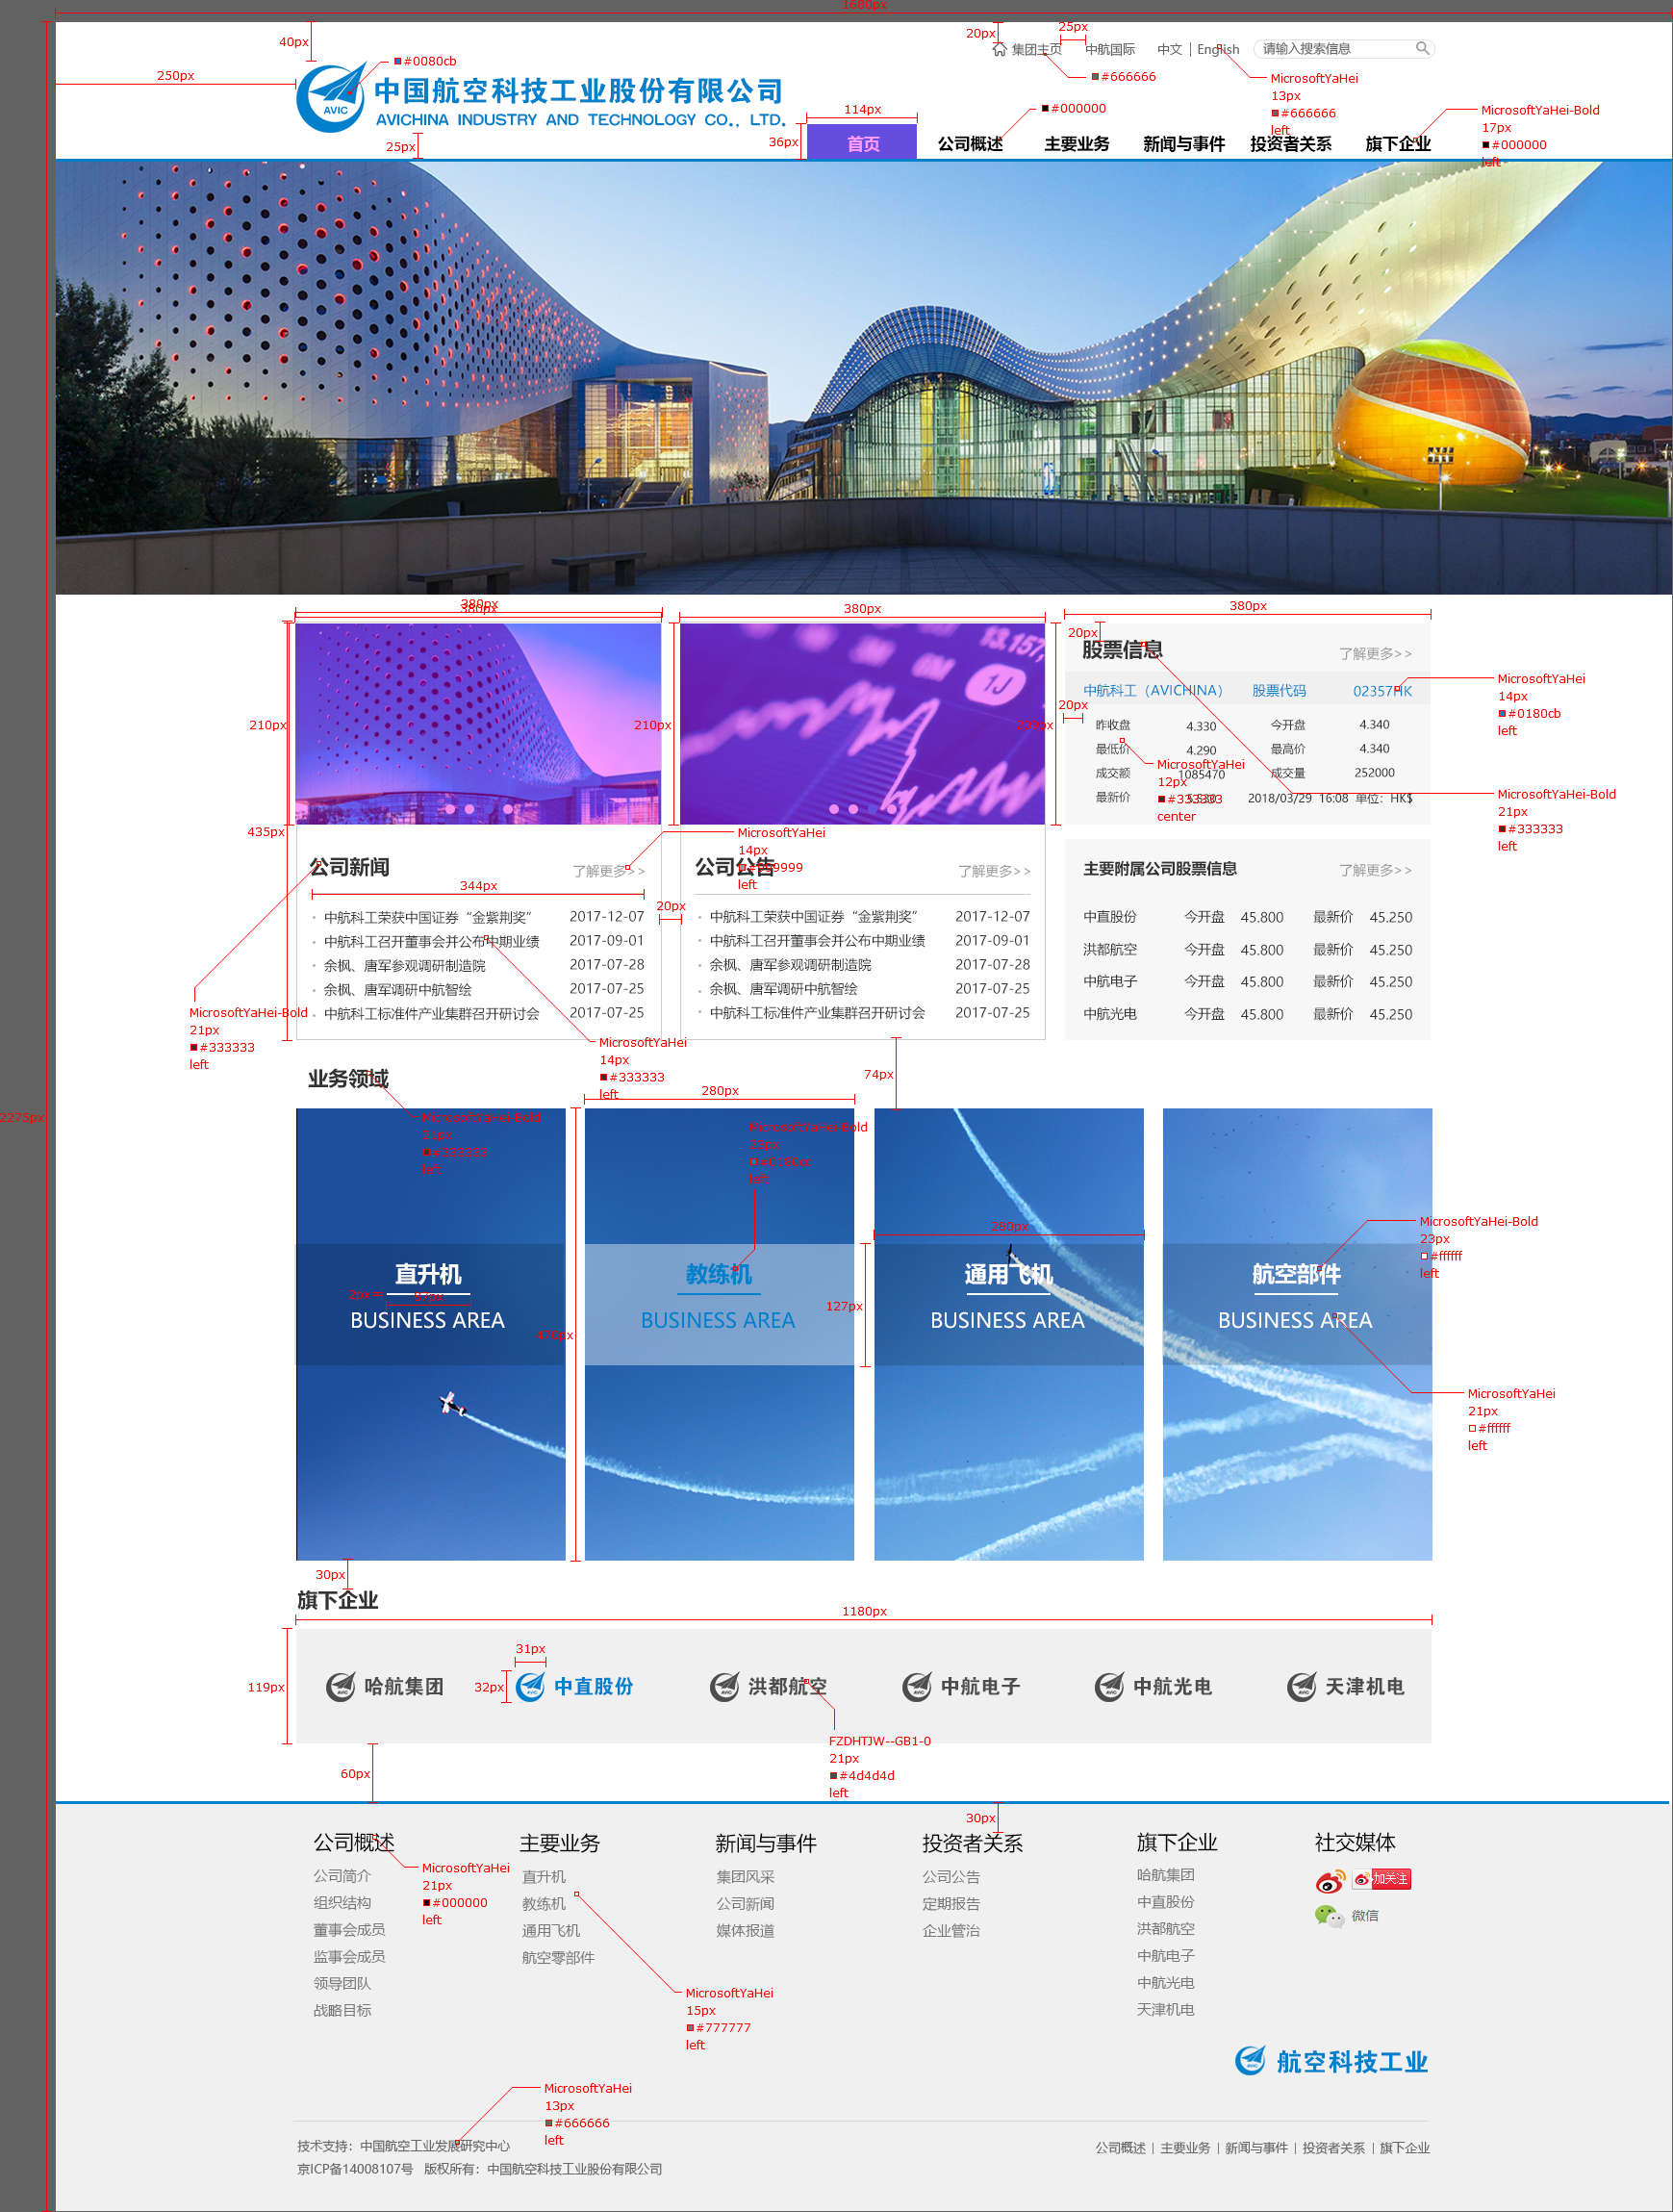 1680px
40px
250px
#0080cb
AVIC
中国航空科技工业股份有限公司
AVICHINA INDUSTRY AND TECHNOLOGY CO., LTD.
25px
20px
25px
集团主页
中航国际
中文
English
请输入搜索信息
#666666
MicrosoftYaHei
13px
#666666
left
#000000
MicrosoftYaHei-Bold
17px
#000000
left
114px
36px
首页
公司概述
主要业务
新闻与事件
投资者关系
旗下企业
2275px
380px
380px
380px
380px
210px
210px
435px
13,157,
1J
20px
股票信息
了解更多>>
中航科工（AVICHINA）
股票代码
02357HK
20px
昨收盘 4.330 今开盘 4.340
最低价 4.290 最高价 4.340
成交额 1085470 成交量 252000
最新价 2018/03/29 16:08 单位：HK$
MicrosoftYaHei
12px
#333333
center
MicrosoftYaHei
14px
#0180cb
left
MicrosoftYaHei-Bold
21px
#333333
left
公司新闻
了解更多>>
344px
中航科工荣获中国证券“金紫荆奖” 2017-12-07
中航科工召开董事会并公布中期业绩 2017-09-01
余枫、唐军参观调研制造院 2017-07-28
余枫、唐军调研中航智绘 2017-07-25
中航科工标准件产业集群召开研讨会 2017-07-25
MicrosoftYaHei
14px
#999999
left
20px
公司公告
了解更多>>
中航科工荣获中国证券“金紫荆奖” 2017-12-07
中航科工召开董事会并公布中期业绩 2017-09-01
余枫、唐军参观调研制造院 2017-07-28
余枫、唐军调研中航智绘 2017-07-25
中航科工标准件产业集群召开研讨会 2017-07-25
主要附属公司股票信息
了解更多>>
中直股份 今开盘 45.800 最新价 45.250
洪都航空 今开盘 45.800 最新价 45.250
中航电子 今开盘 45.800 最新价 45.250
中航光电 今开盘 45.800 最新价 45.250
MicrosoftYaHei-Bold
21px
#333333
left
MicrosoftYaHei
14px
#333333
left
74px
业务领域
280px
MicrosoftYaHei-Bold
21px
#333333
left
MicrosoftYaHei-Bold
23px
left
280px
直升机
2px
87px
BUSINESS AREA
470px
教练机
BUSINESS AREA
127px
通用飞机
BUSINESS AREA
航空部件
BUSINESS AREA
MicrosoftYaHei-Bold
23px
#ffffff
left
MicrosoftYaHei
21px
#ffffff
left
30px
旗下企业
1180px
119px
31px
32px
哈航集团
中直股份
洪都航空
中航电子
中航光电
天津机电
FZDHTJW--GB1-0
21px
#4d4d4d
left
60px
30px
公司概述
公司简介
组织结构
董事会成员
监事会成员
领导团队
战略目标
MicrosoftYaHei
21px
#000000
left
主要业务
直升机
教练机
通用飞机
航空零部件
MicrosoftYaHei
15px
#777777
left
新闻与事件
集团风采
公司新闻
媒体报道
投资者关系
公司公告
定期报告
企业管治
旗下企业
哈航集团
中直股份
洪都航空
中航电子
中航光电
天津机电
社交媒体
加关注
微信
航空科技工业
MicrosoftYaHei
13px
#666666
left
技术支持：中国航空工业发展研究中心
京ICP备14008107号 版权所有：中国航空科技工业股份有限公司
公司概述 | 主要业务 | 新闻与事件 | 投资者关系 | 旗下企业